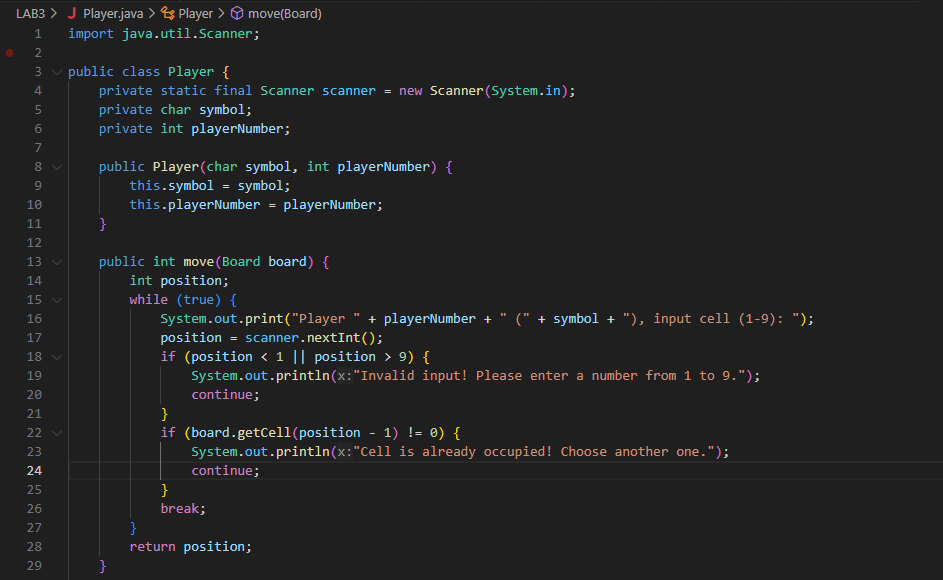 LAB3 > Player.java > Player > move(Board)
1 import java.util.Scanner;
2
3 public class Player {
4     private static final Scanner scanner = new Scanner(System.in);
5     private char symbol;
6     private int playerNumber;
7
8     public Player(char symbol, int playerNumber) {
9         this.symbol = symbol;
10         this.playerNumber = playerNumber;
11     }
12
13     public int move(Board board) {
14         int position;
15         while (true) {
16             System.out.print("Player " + playerNumber + " (" + symbol + "), input cell (1-9): ");
17             position = scanner.nextInt();
18             if (position < 1 || position > 9) {
19                 System.out.println(x:"Invalid input! Please enter a number from 1 to 9.");
20                 continue;
21             }
22             if (board.getCell(position - 1) != 0) {
23                 System.out.println(x:"Cell is already occupied! Choose another one.");
24                 continue;
25             }
26             break;
27         }
28         return position;
29     }